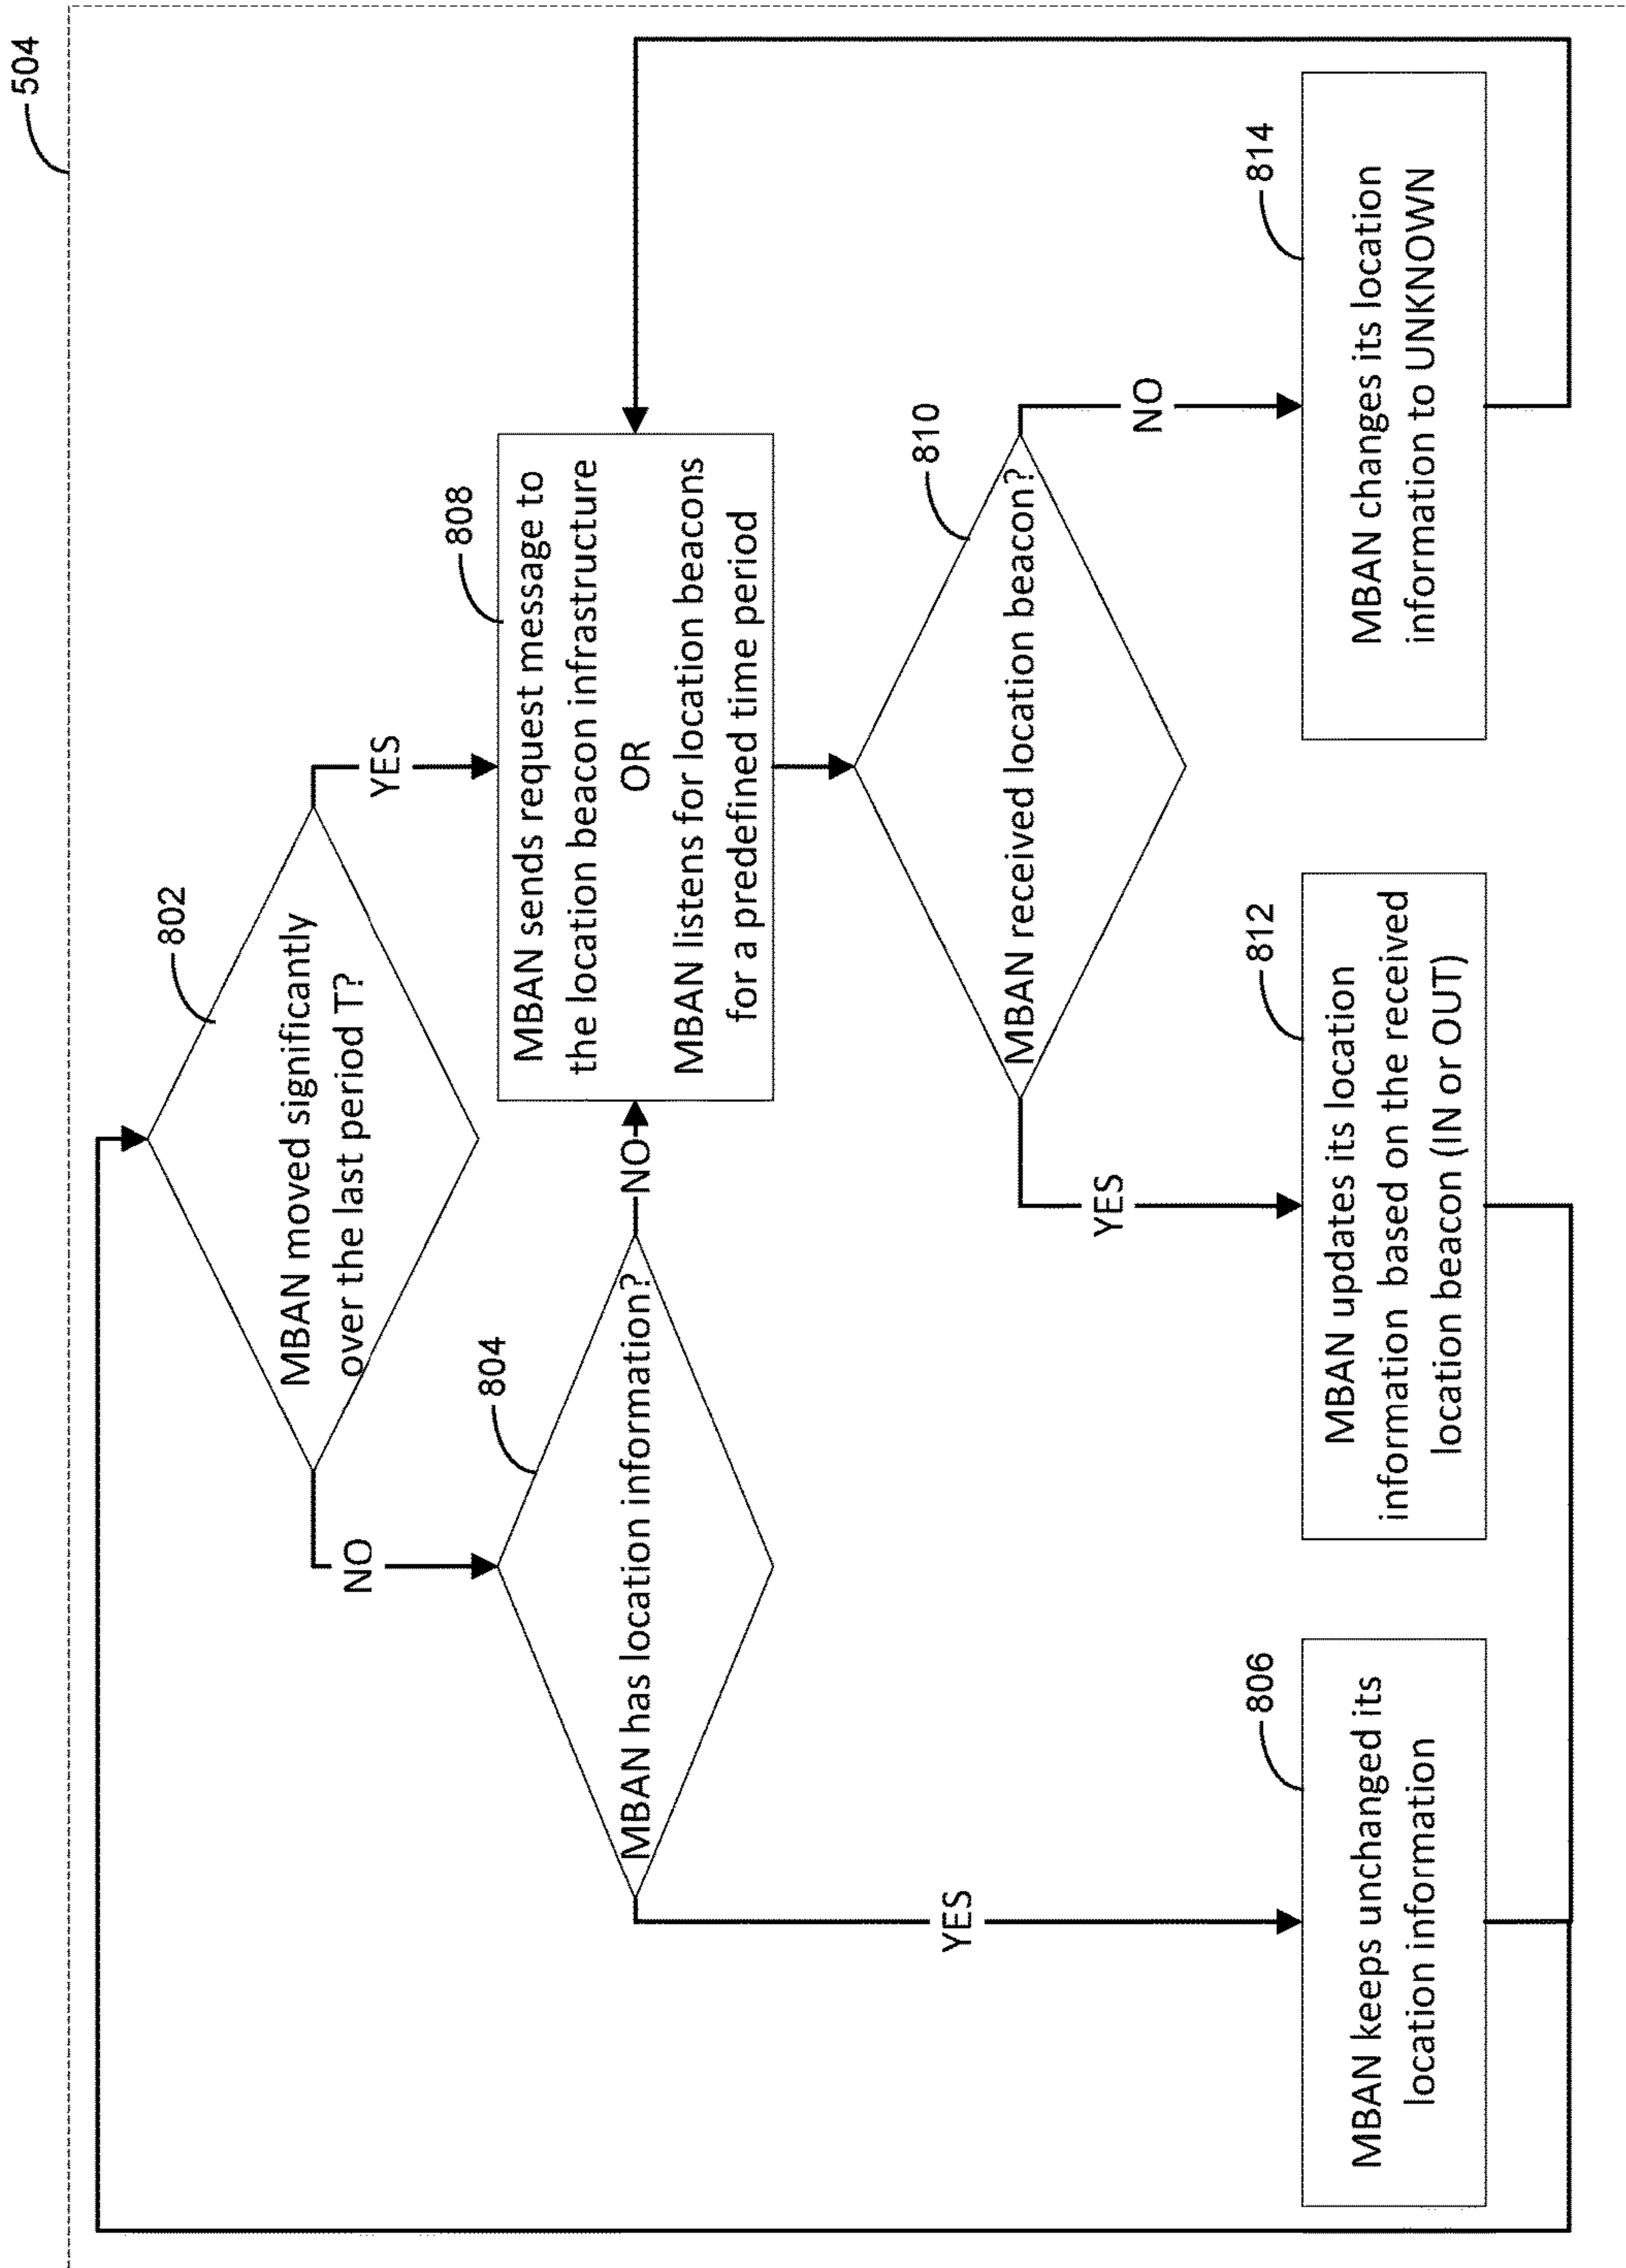 504
802
MBAN moved significantly
over the last period T?
NO
YES
804
MBAN has location information?
NO
YES
808
MBAN sends request message to
the location beacon infrastructure
OR
MBAN listens for location beacons
for a predefined time period
810
MBAN received location beacon?
YES
NO
806
MBAN keeps unchanged its
location information
812
MBAN updates its location
information based on the received
location beacon (IN or OUT)
814
MBAN changes its location
information to UNKNOWN